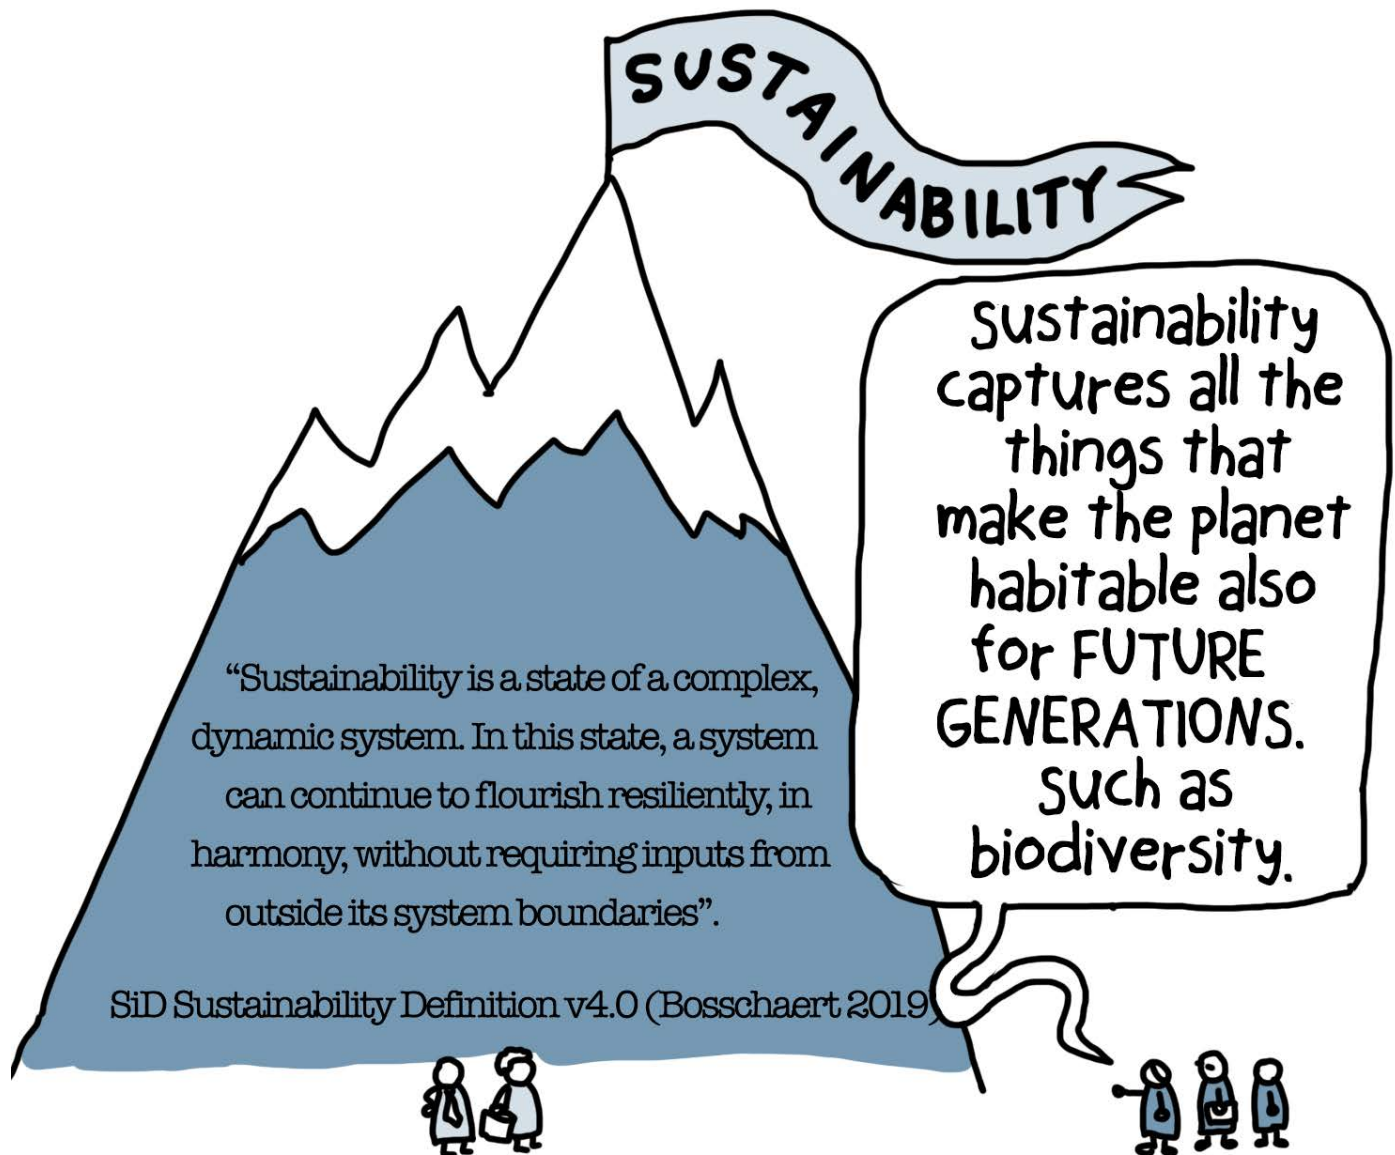 SUSTAINABILITY
Sustainability
captures all the
things that
make the planet
habitable also
for FUTURE
GENERATIONS.
Such as
biodiversity.
“Sustainability is a state of a complex,
dynamic system. In this state, a system
can continue to flourish resiliently, in
harmony, without requiring inputs from
outside its system boundaries”.
SiD Sustainability Definition v4.0 (Bosschaert 2019)